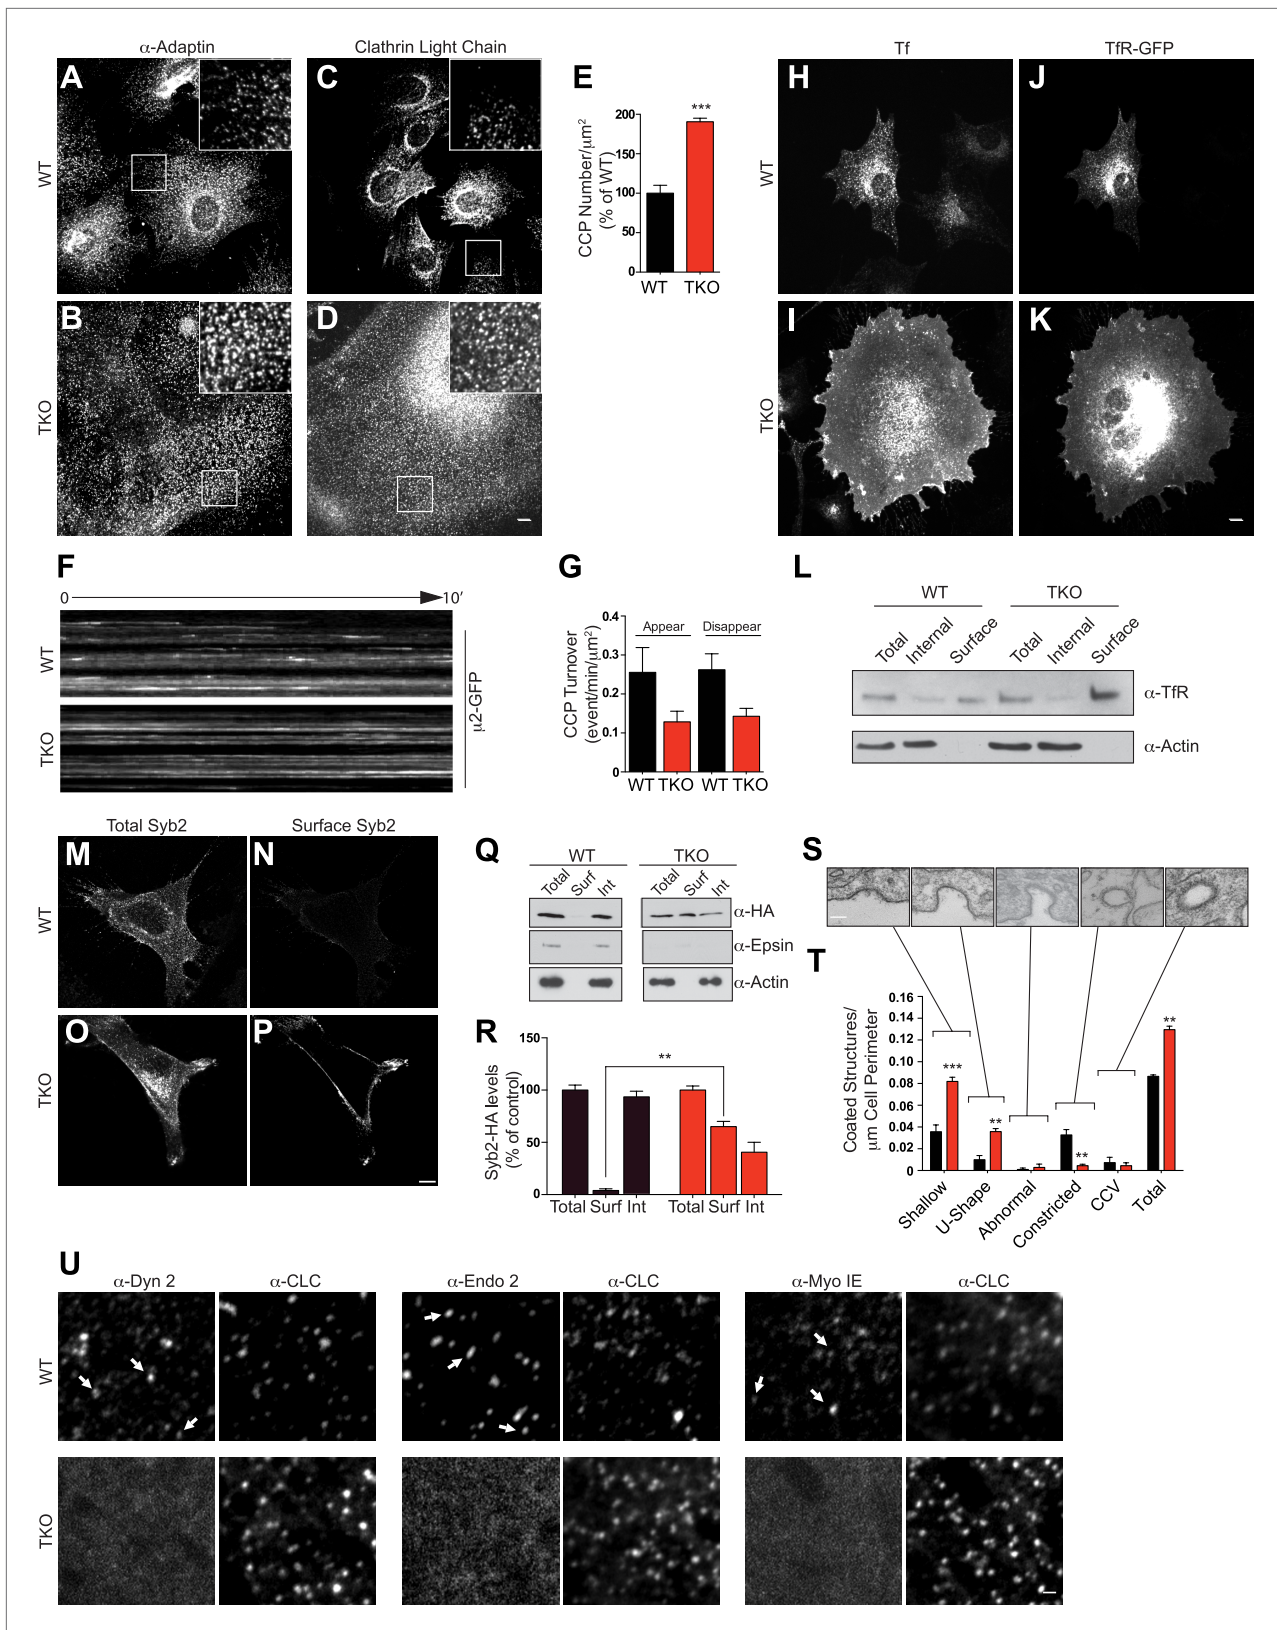 α-Adaptin
Clathrin Light Chain
A
C
WT
B
D
TKO
E
***
CCP Number/μm²
(% of WT)
200
150
100
50
0
WT TKO
Tf
TfR-GFP
H
J
WT
I
K
TKO
F
0
10′
WT
TKO
μ2-GFP
G
CCP Turnover
(event/min/μm²)
0.4
0.3
0.2
0.1
0
Appear
Disappear
WT TKO WT TKO
L
WT
TKO
Total Internal Surface Total Internal Surface
α-TfR
α-Actin
Total Syb2
Surface Syb2
M
N
WT
O
P
TKO
Q
WT
TKO
Total Surf Int Total Surf Int
α-HA
α-Epsin
α-Actin
R
Syb2-HA levels
(% of control)
150
100
50
0
**
Total Surf Int Total Surf Int
S
T
Coated Structures/
μm Cell Perimeter
0.16
0.14
0.12
0.10
0.08
0.06
0.04
0.02
0
***
**
**
**
Shallow
U-Shape
Abnormal
Constricted
CCV
Total
U
α-Dyn 2
α-CLC
α-Endo 2
α-CLC
α-Myo IE
α-CLC
WT
TKO